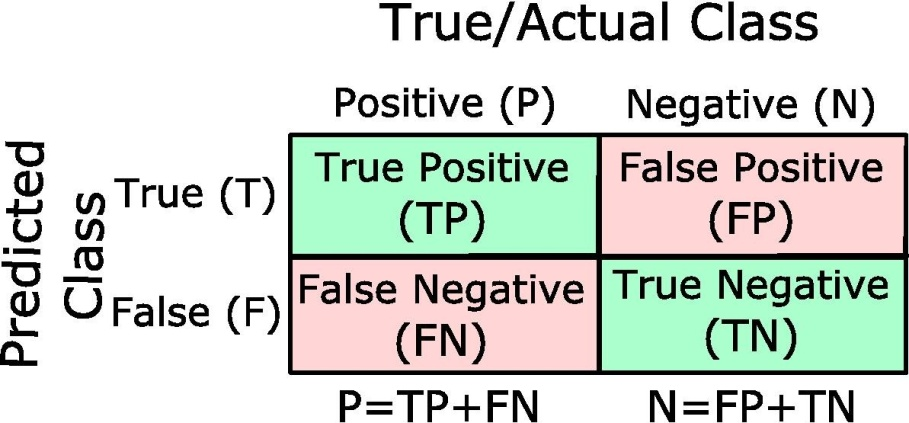 True/Actual Class
Positive (P) Negative (N)
Predicted
Class
True (T)
True Positive
(TP)
False Positive
(FP)
False (F)
False Negative
(FN)
True Negative
(TN)
P=TP+FN N=FP+TN